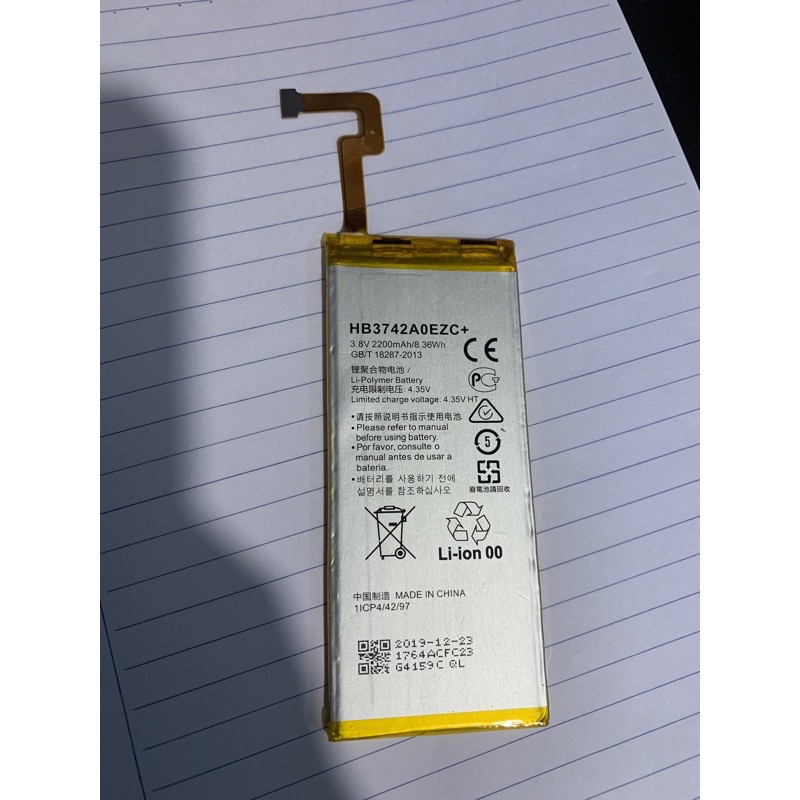 HB3742A0EZC+
3.8V 2200mAh/8.36Wh
GB/T 18287-2013
CE
锂聚合物电池 /
Li-Polymer Battery
充电限制电压: 4.35V
Limited charge voltage: 4.35V HT
• 请按照说明书指示使用电池
• Please refer to manual
before using battery.
• Por favor, consulte o
manual antes de usar a
bateria.
• 배터리를 사용하기 전에
설명서를 참조하십시오
5
廢電池請回收
Li-ion 00
中国制造 MADE IN CHINA
1ICP4/42/97
2019-12-23
1764ACFC23
G4159C QL